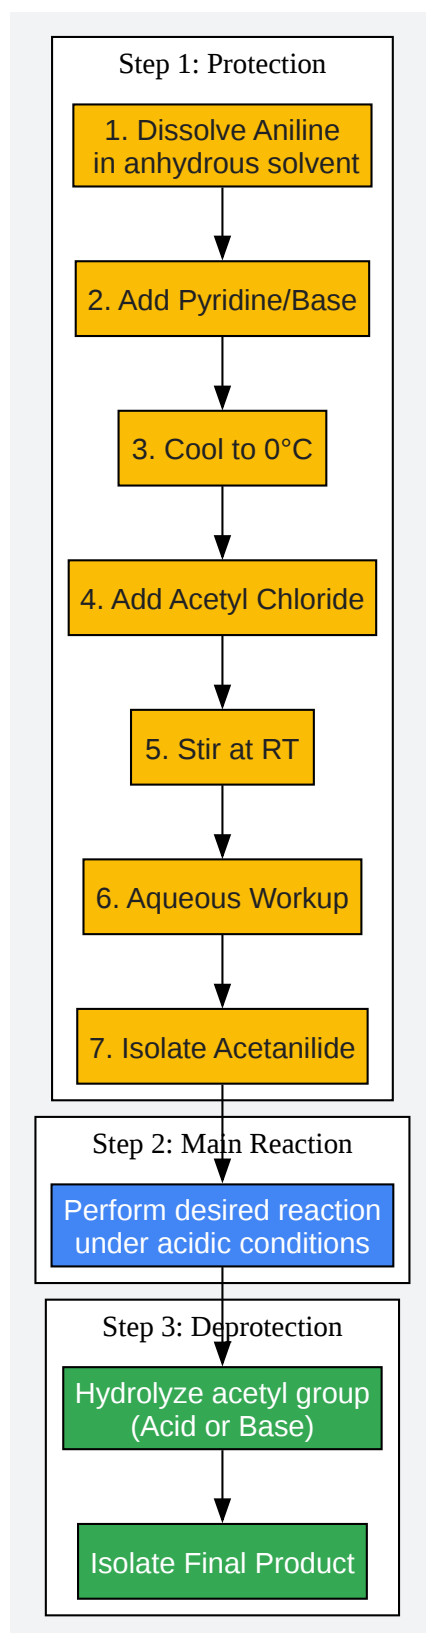 Step 1: Protection
1. Dissolve Aniline
in anhydrous solvent
2. Add Pyridine/Base
3. Cool to 0°C
4. Add Acetyl Chloride
5. Stir at RT
6. Aqueous Workup
7. Isolate Acetanilide
Step 2: Main Reaction
Perform desired reaction
under acidic conditions
Step 3: Deprotection
Hydrolyze acetyl group
(Acid or Base)
Isolate Final Product